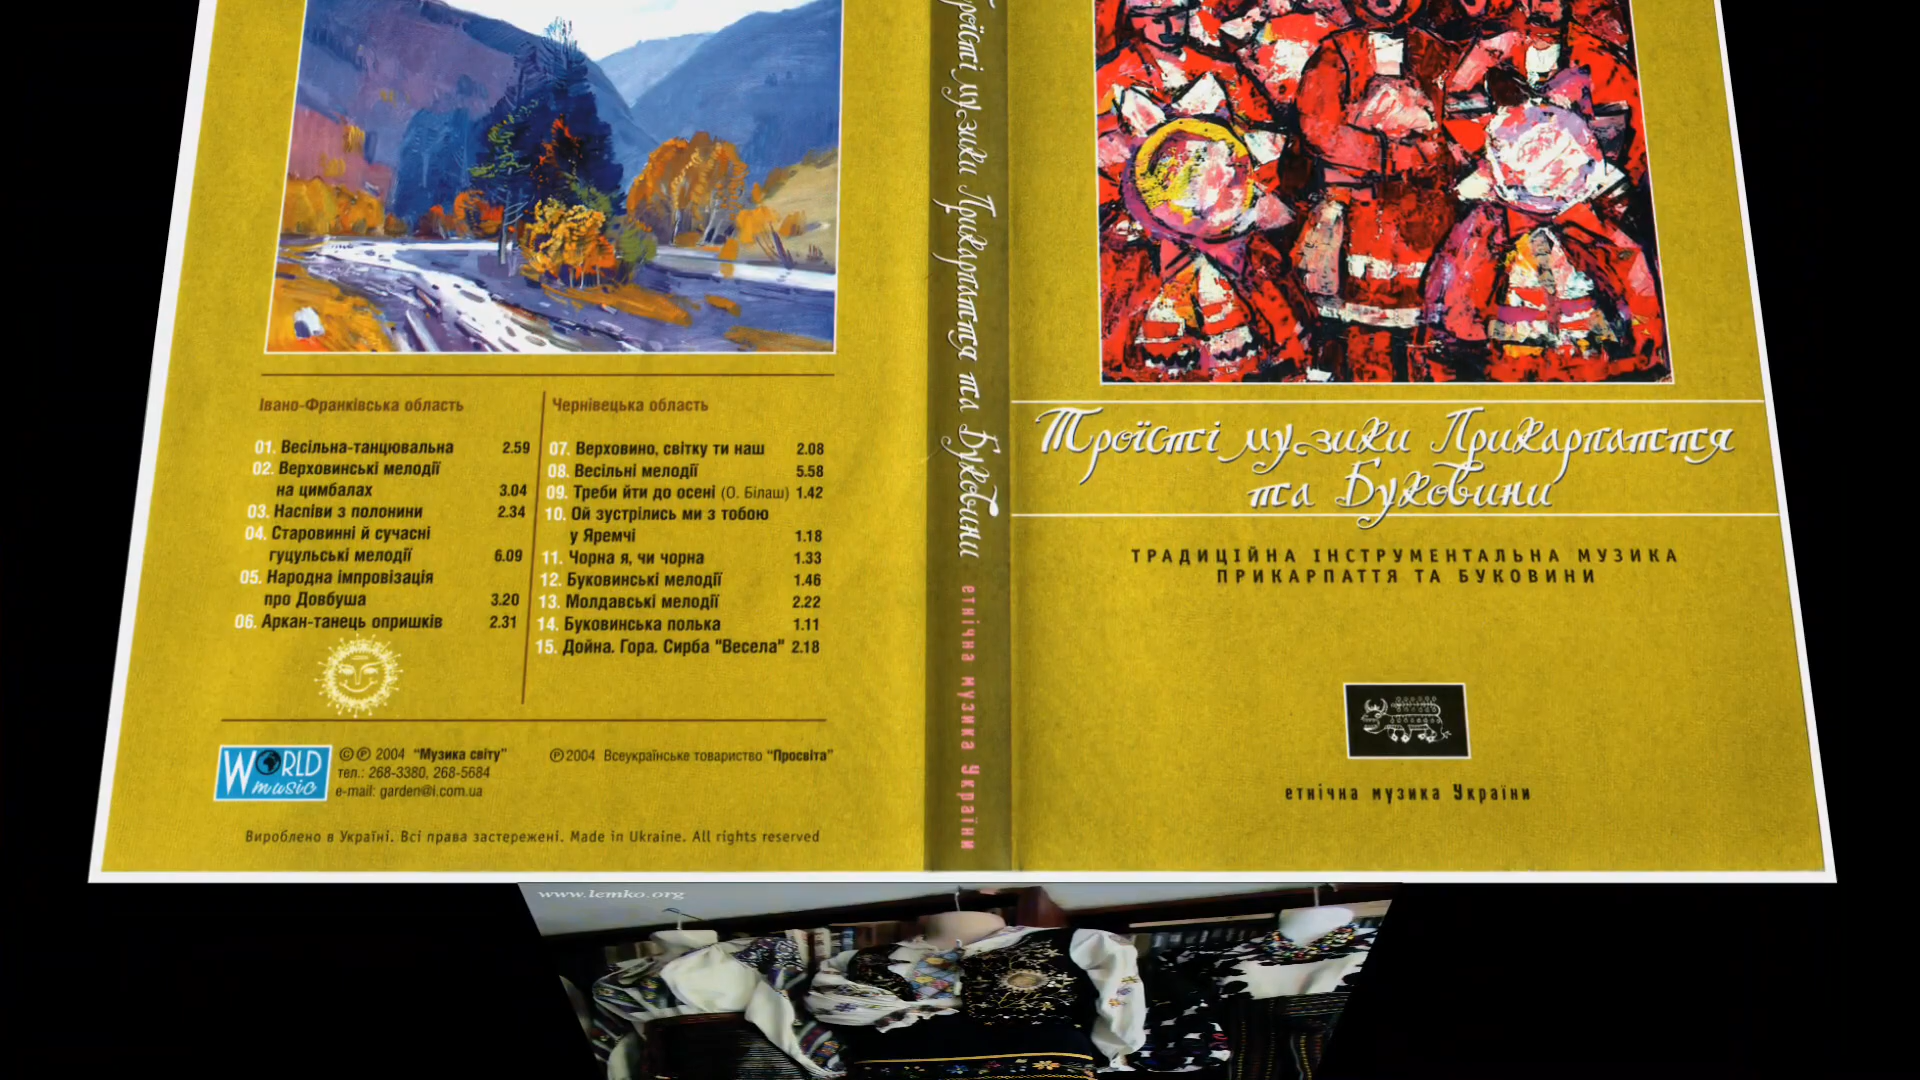 Івано-Франківська область
01. Весільна-танцювальна 2.59
02. Верховинські мелодії
на цимбалах 3.04
03. Наспіви з полонини 2.34
04. Старовинні й сучасні
гуцульські мелодії 6.09
05. Народна імпровізація
про Довбуша 3.20
06. Аркан-танець опришків 2.31
Чернівецька область
07. Верховино, світку ти наш 2.08
08. Весільні мелодії 5.58
09. Треби йти до осені (О. Білаш) 1.42
10. Ой зустрілись ми з тобою
у Яремчі 1.18
11. Чорна я, чи чорна 1.33
12. Буковинські мелодії 1.46
13. Молдавські мелодії 2.22
14. Буковинська полька 1.11
15. Дойна. Гора. Сирба "Весела" 2.18
WORLD
music
©℗ 2004 "Музика світу"
тел.: 268-3380, 268-5684
e-mail: garden@i.com.ua
℗2004 Всеукраїнське товариство "Просвіта"
Вироблено в Україні. Всі права застережені. Made in Ukraine. All rights reserved
Троїсті музики Прикарпаття та Буковини етнічна музика України
Троїсті музики Прикарпаття
та Буковини
ТРАДИЦІЙНА ІНСТРУМЕНТАЛЬНА МУЗИКА
ПРИКАРПАТТЯ ТА БУКОВИНИ
етнічна музика України
www.lemko.org